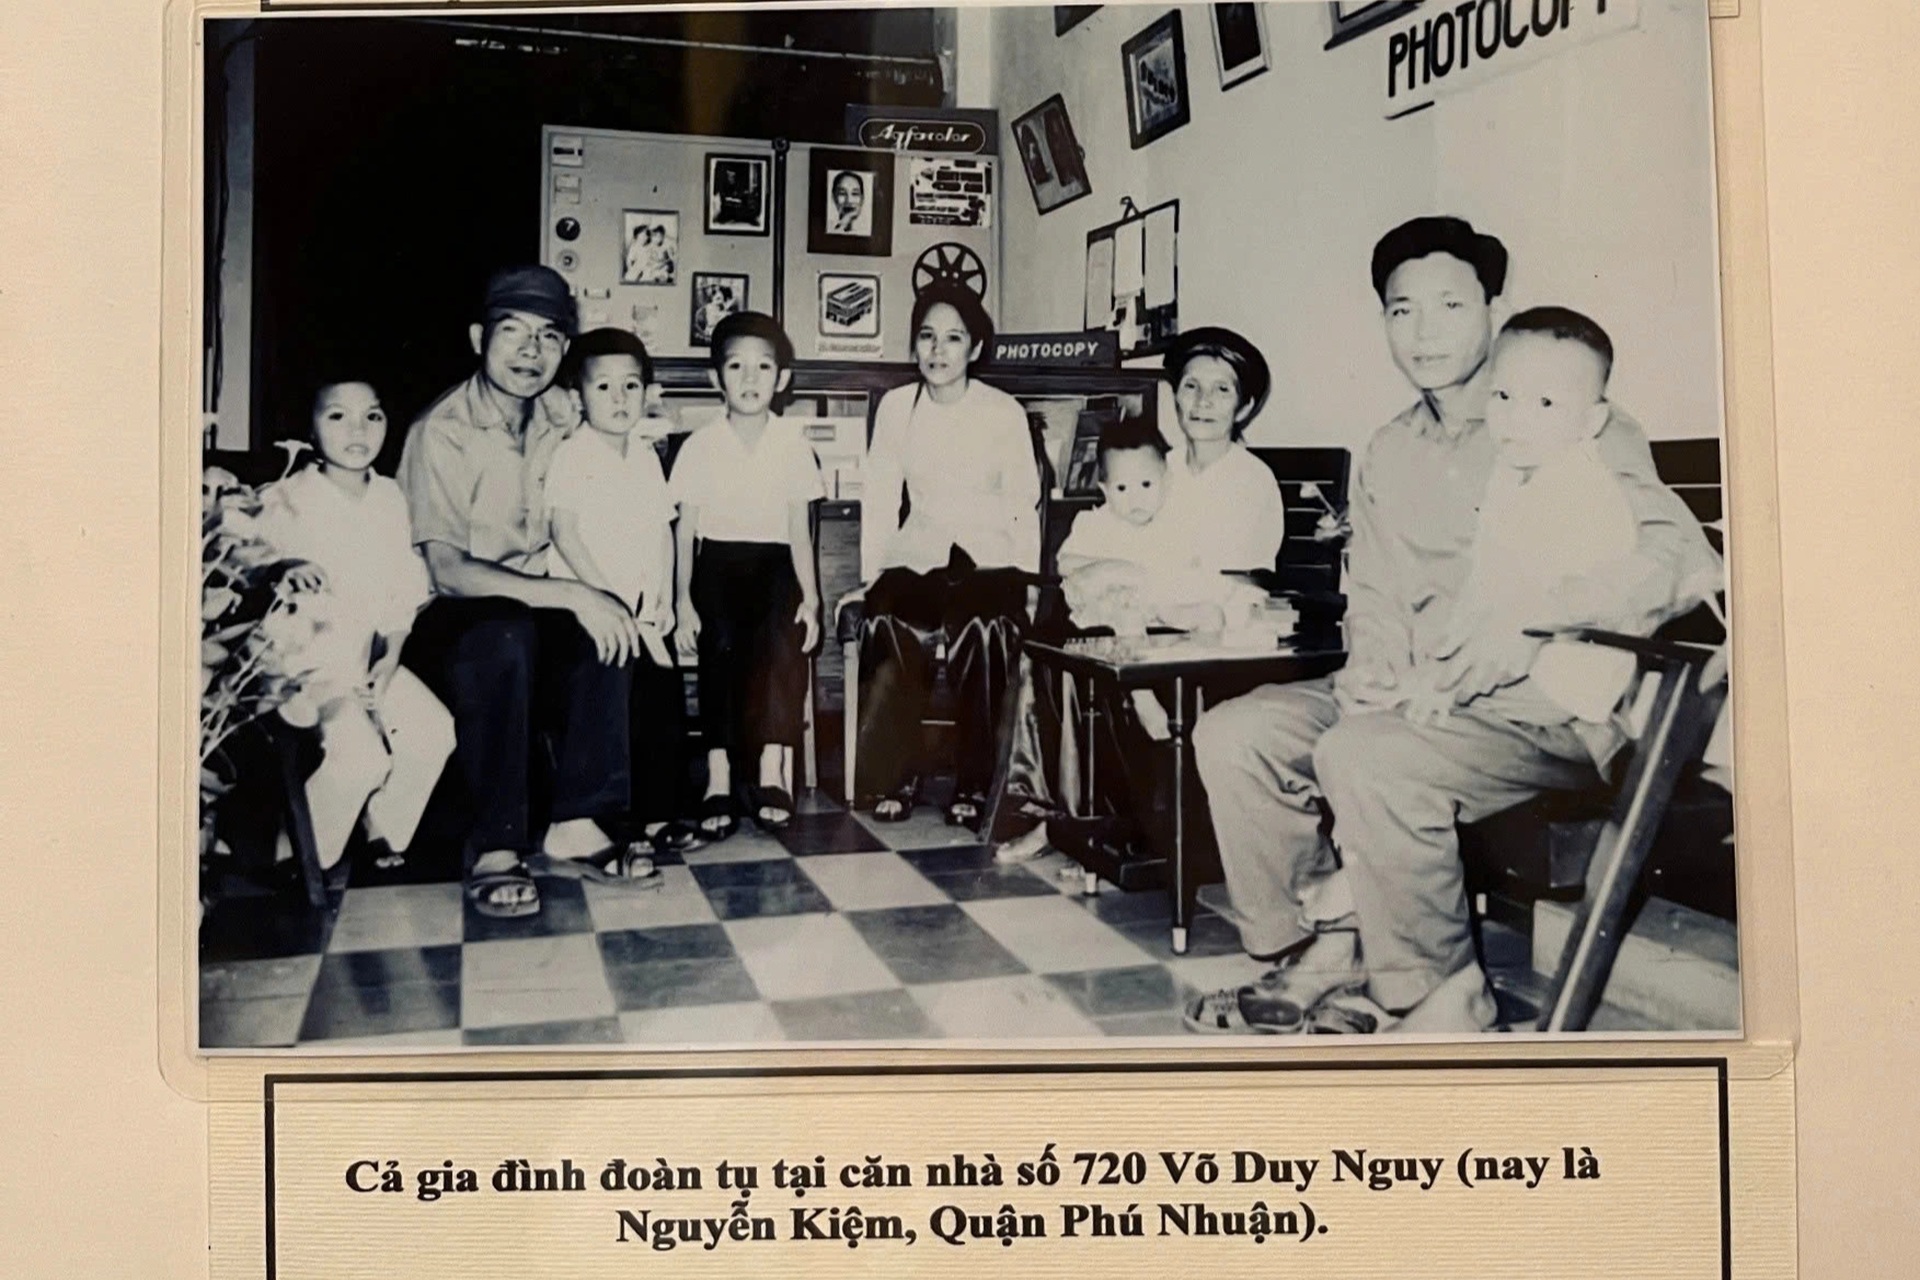 PHOTOCOPY
Agfacolor
PHOTOCOPY
Cả gia đình đoàn tụ tại căn nhà số 720 Võ Duy Nguy (nay là
Nguyễn Kiệm, Quận Phú Nhuận).